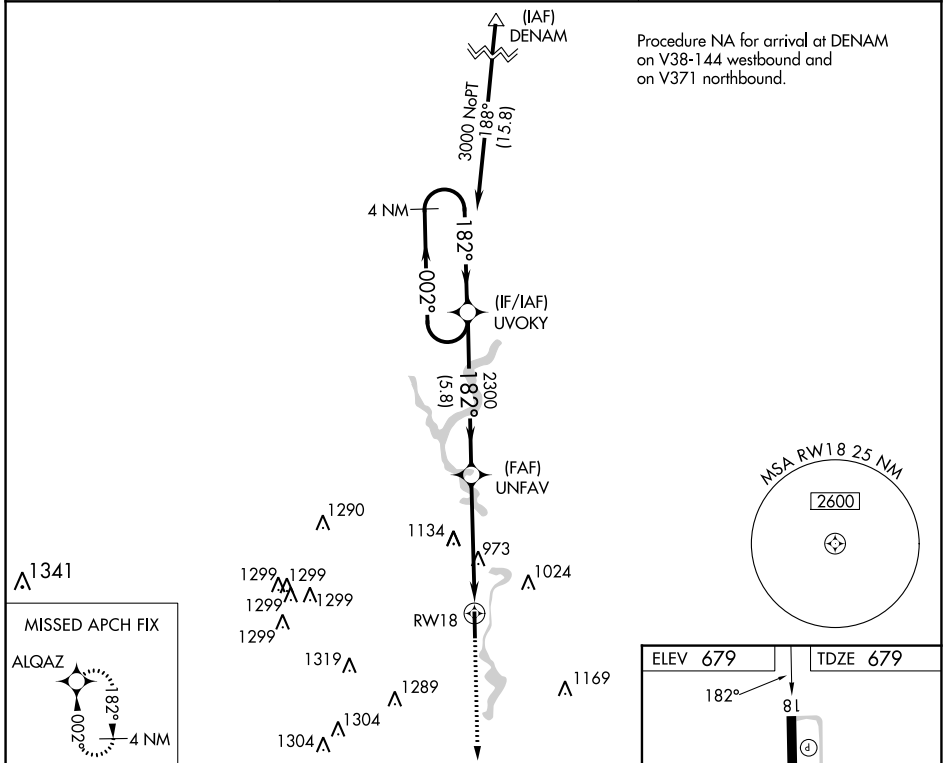 (IAF)
DENAM
Procedure NA for arrival at DENAM
on V38-144 westbound and
on V371 northbound.
3000 NoPT
188°
(15.8)
4 NM
182°
002°
(IF/IAF)
UVOKY
2300
182°
(5.8)
(FAF)
UNFAV
MSA RW18 25 NM
2600
1290
1134
973
1341
1299
1299
1024
1299
1299
1299
RW18
MISSED APCH FIX
ALQAZ
182°
002°
4 NM
1319
1289
1169
1304
1304
ELEV 679
TDZE 679
182°
18
P